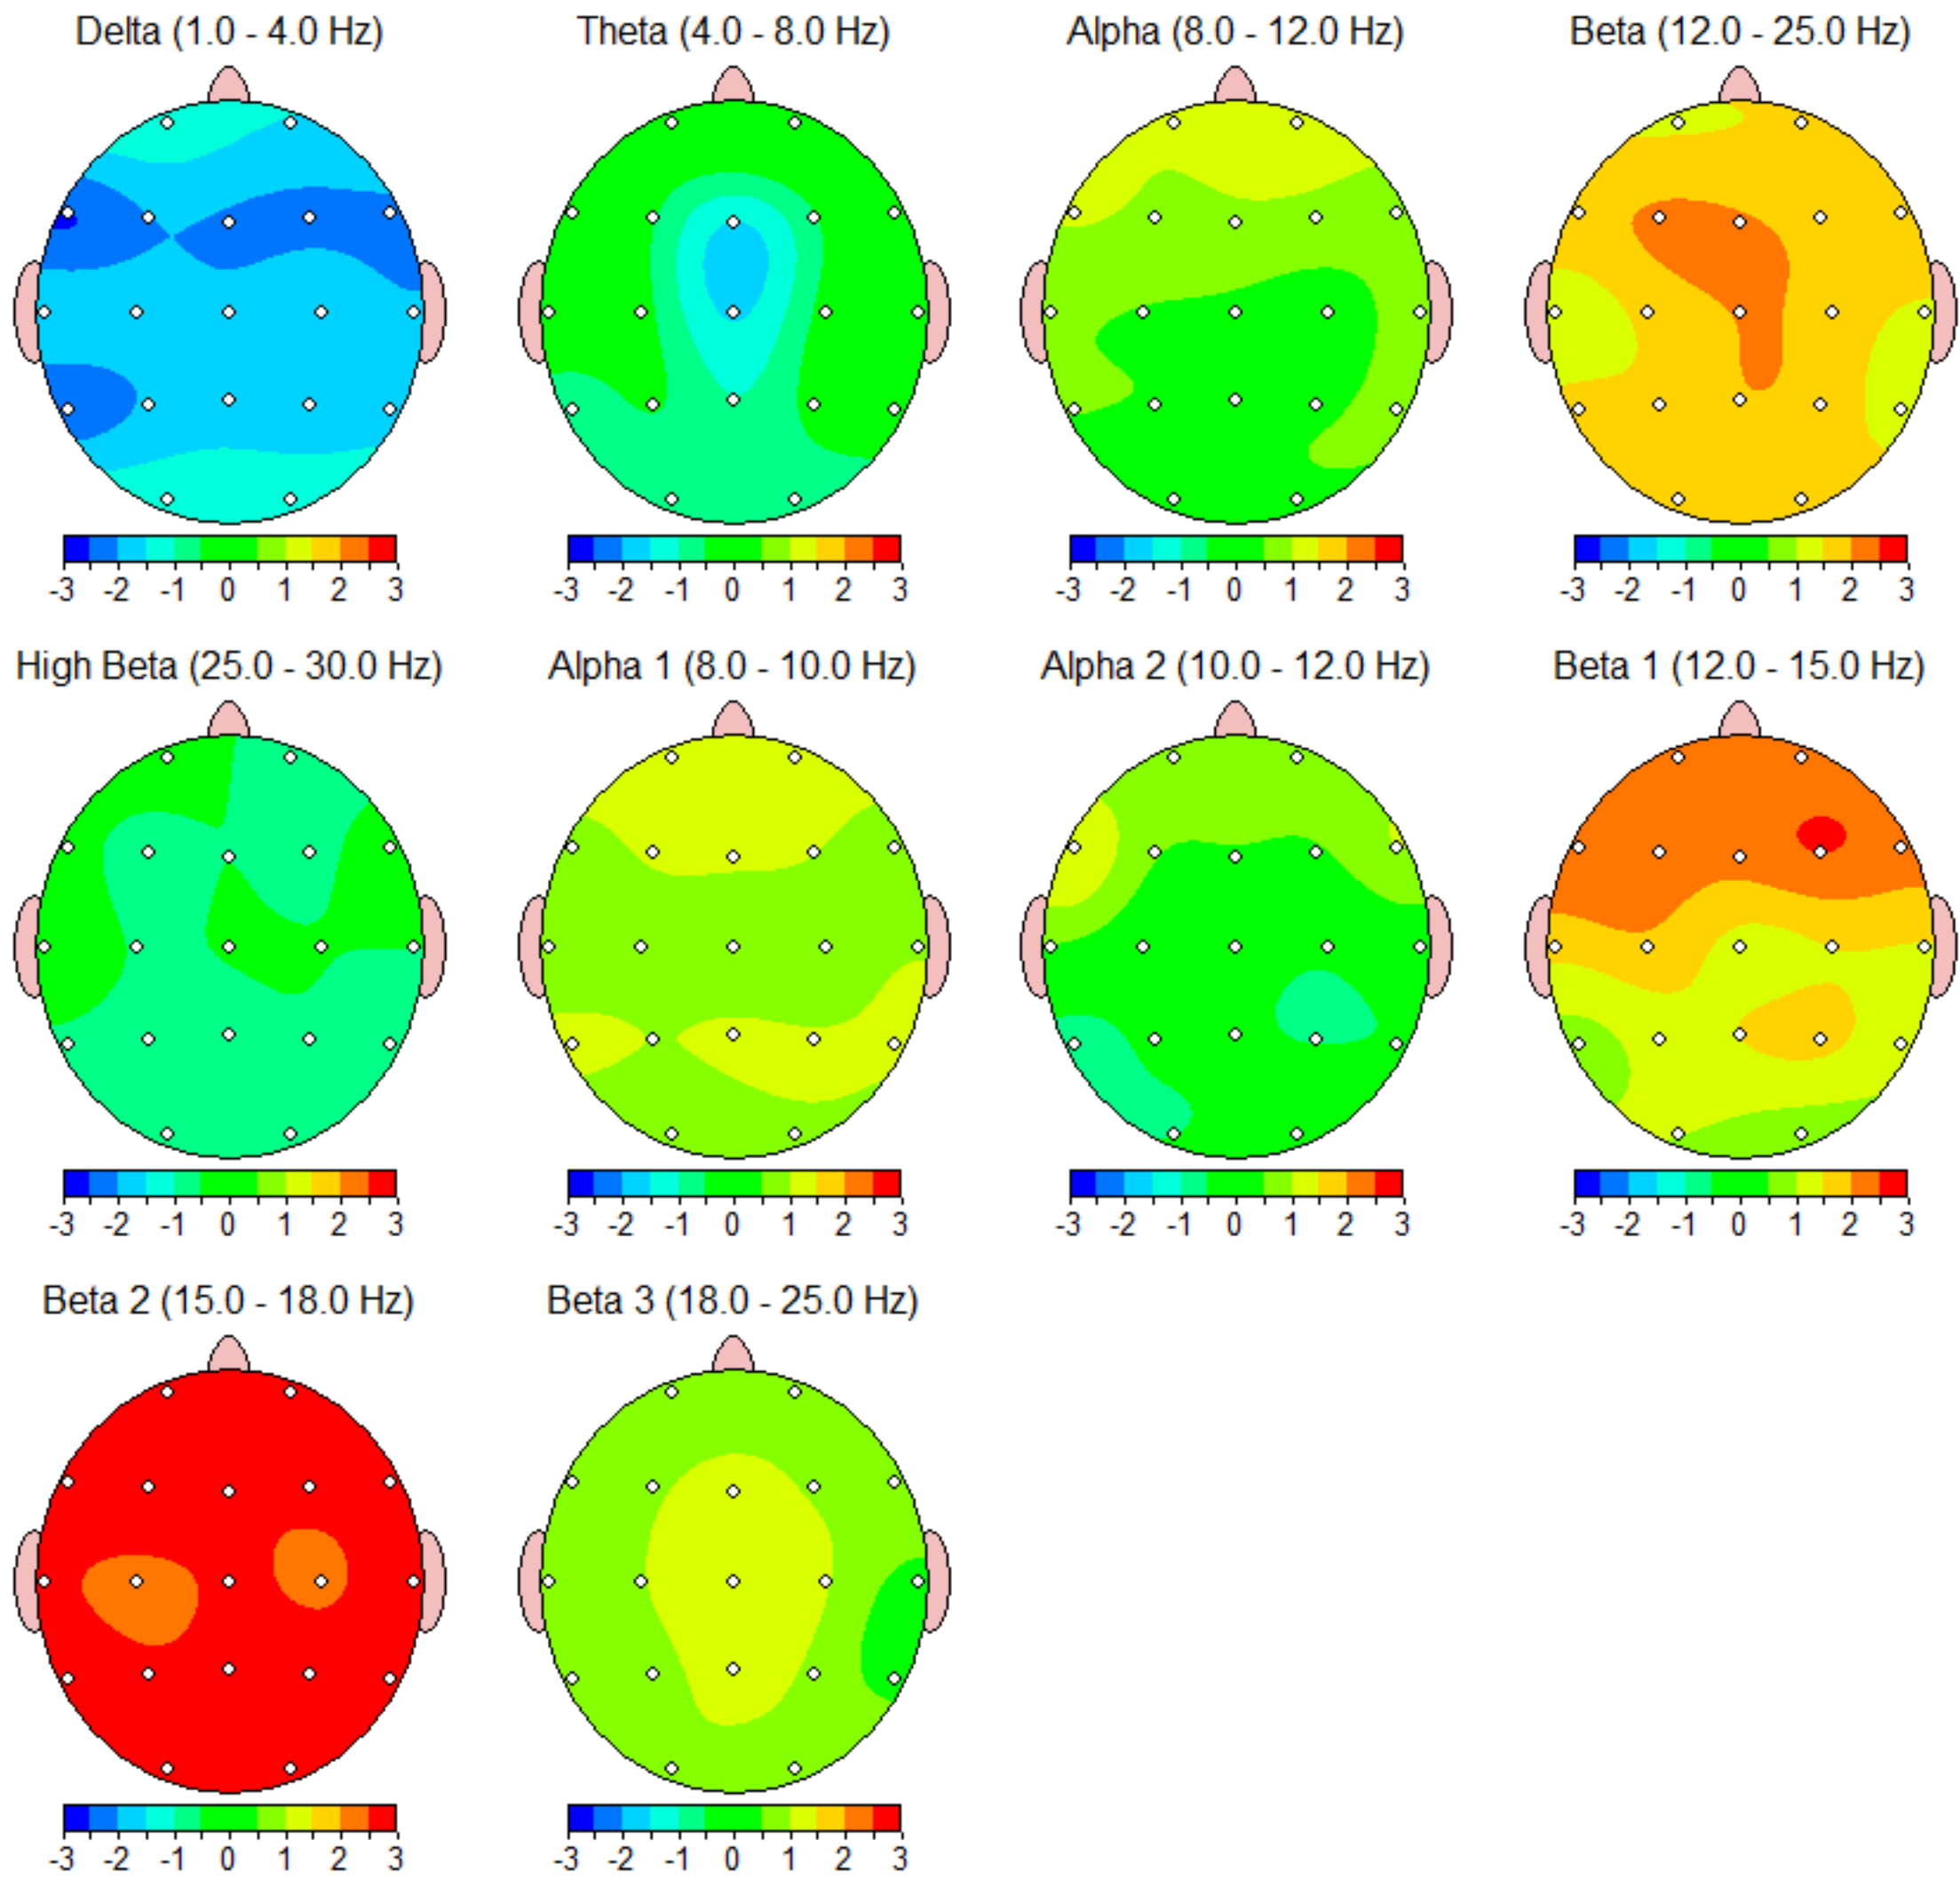 Delta (1.0 - 4.0 Hz) Theta (4.0 - 8.0 Hz) Alpha (8.0 - 12.0 Hz) Beta (12.0 - 25.0 Hz)
-3 -2 -1 0 1 2 3 -3 -2 -1 0 1 2 3 -3 -2 -1 0 1 2 3 -3 -2 -1 0 1 2 3
High Beta (25.0 - 30.0 Hz) Alpha 1 (8.0 - 10.0 Hz) Alpha 2 (10.0 - 12.0 Hz) Beta 1 (12.0 - 15.0 Hz)
-3 -2 -1 0 1 2 3 -3 -2 -1 0 1 2 3 -3 -2 -1 0 1 2 3 -3 -2 -1 0 1 2 3
Beta 2 (15.0 - 18.0 Hz) Beta 3 (18.0 - 25.0 Hz)
-3 -2 -1 0 1 2 3 -3 -2 -1 0 1 2 3